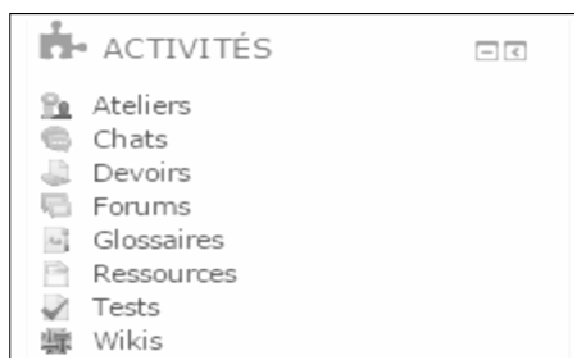 ACTIVITÉS
Ateliers
Chats
Devoirs
Forums
Glossaires
Ressources
Tests
Wikis